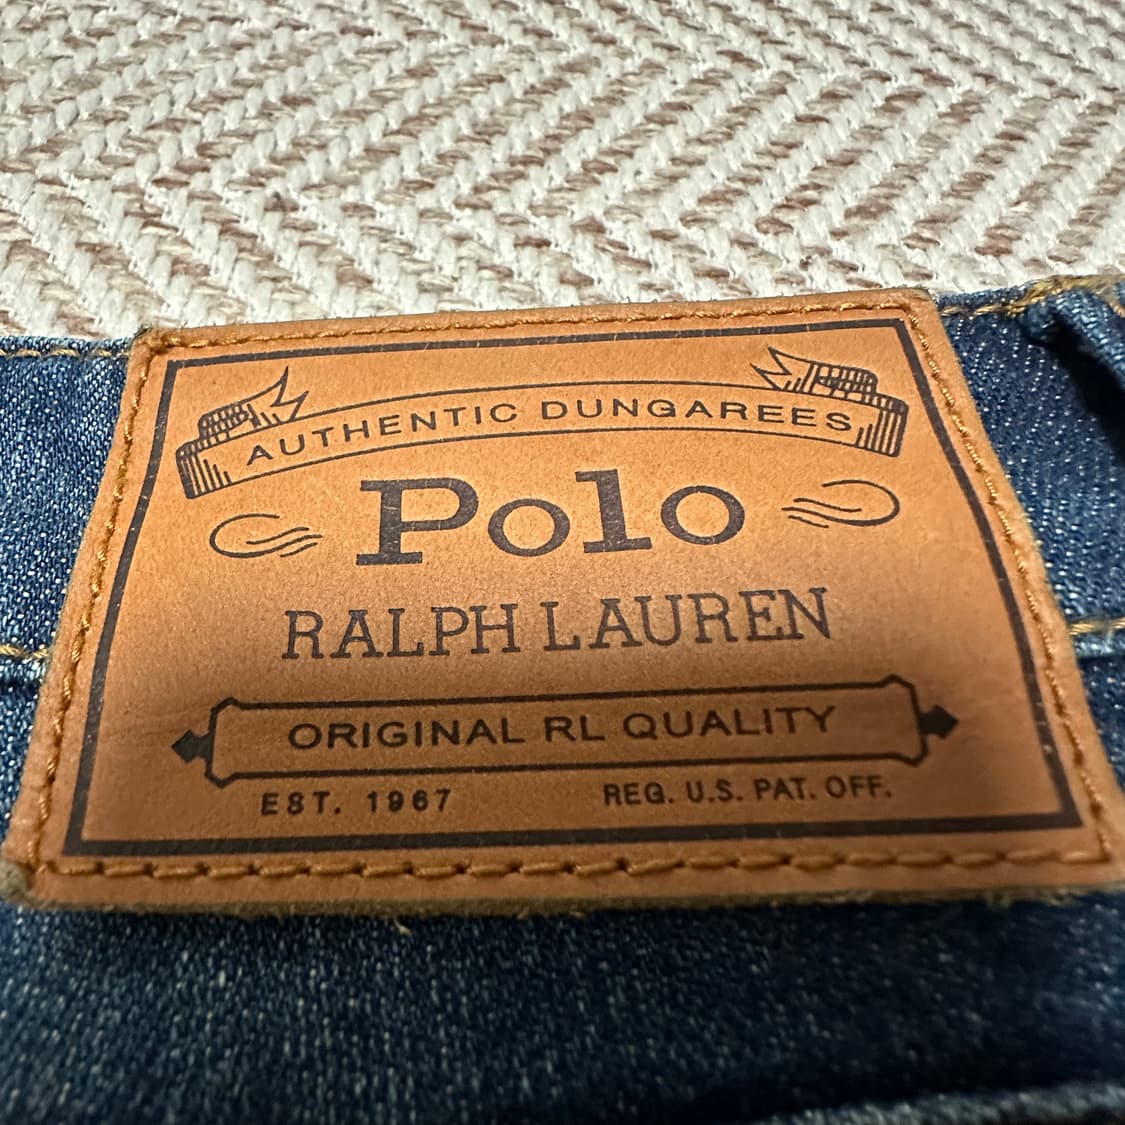 AUTHENTIC DUNGAREES
Polo
RALPH LAUREN
ORIGINAL RL QUALITY
EST. 1967 REG. U.S. PAT. OFF.